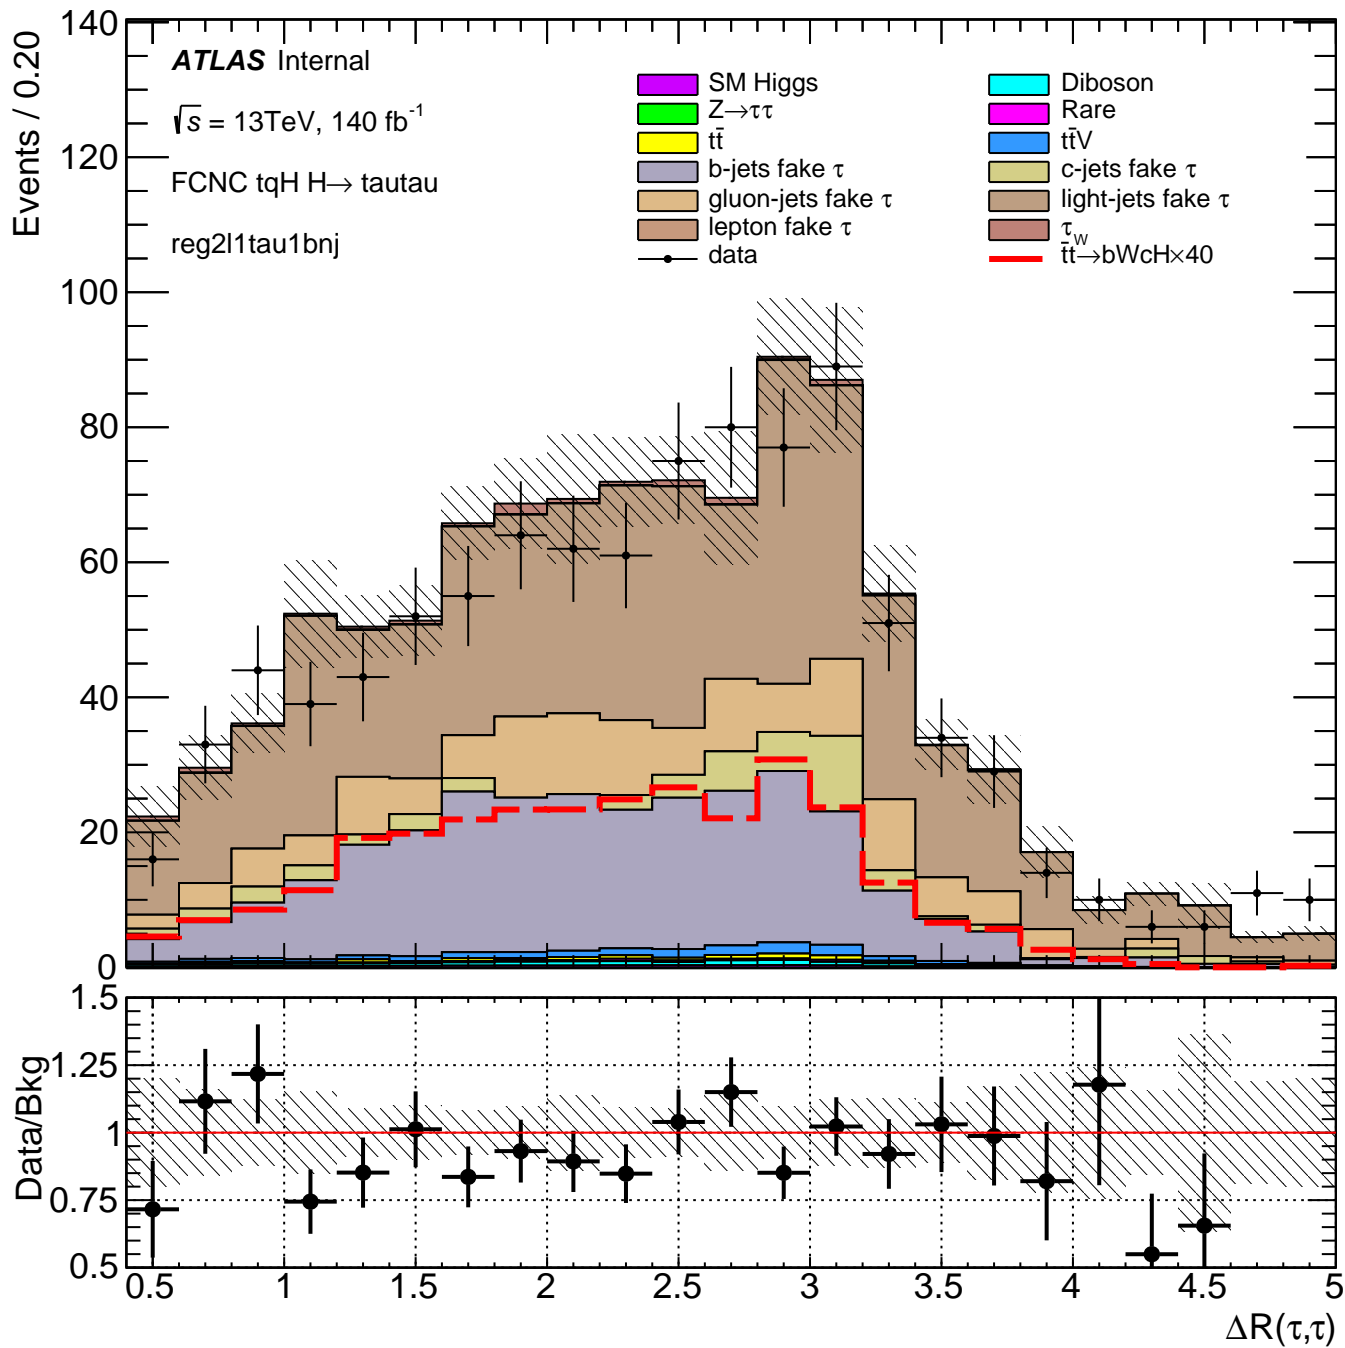 Events / 0.20
140
120
100
80
60
40
20
0
ATLAS Internal
√s = 13TeV, 140 fb⁻¹
FCNC tqH H→ tautau
reg2l1tau1bnj
SM Higgs
Diboson
Z→ττ
Rare
tt̄
tt̄V
b-jets fake τ
c-jets fake τ
gluon-jets fake τ
light-jets fake τ
lepton fake τ
τ_W
data
t̄t→bWcH×40
Data/Bkg
1.5
1.25
1
0.75
0.5
0.5 1 1.5 2 2.5 3 3.5 4 4.5 5
ΔR(τ,τ)